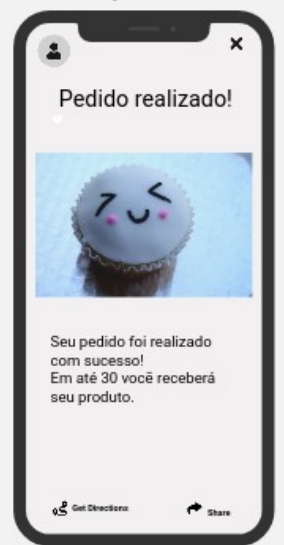 Pedido realizado!
Seu pedido foi realizado
com sucesso!
Em até 30 você receberá
seu produto.
Get Directions
Share